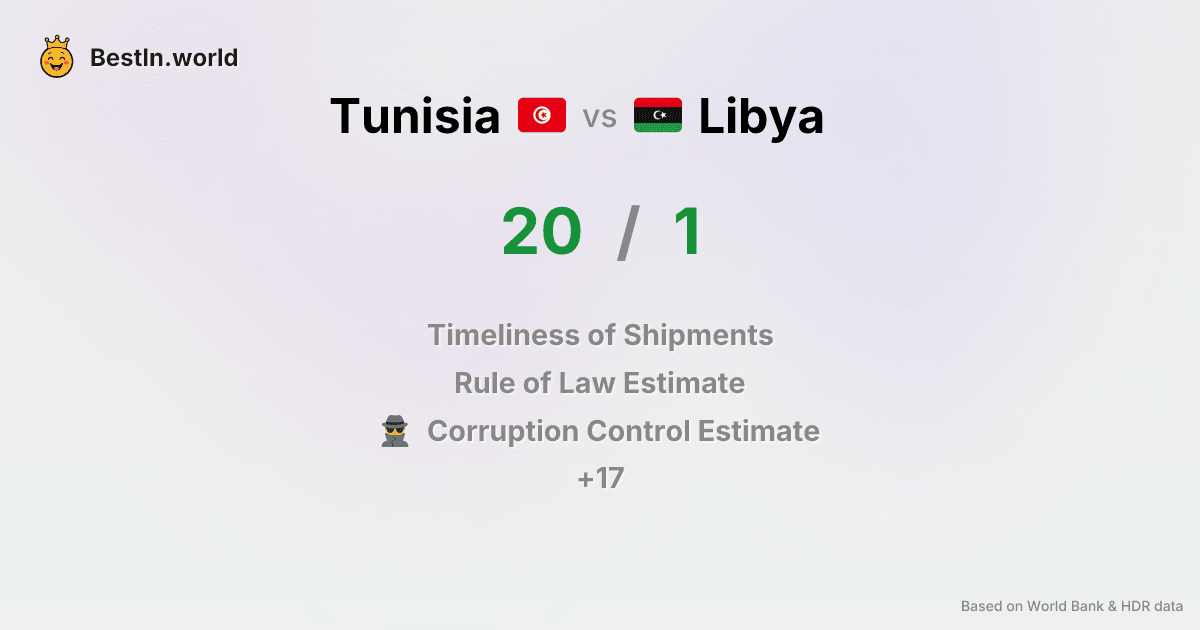 BestIn.world
Tunisia vs Libya
20 / 1
Timeliness of Shipments
Rule of Law Estimate
Corruption Control Estimate
+17
Based on World Bank & HDR data